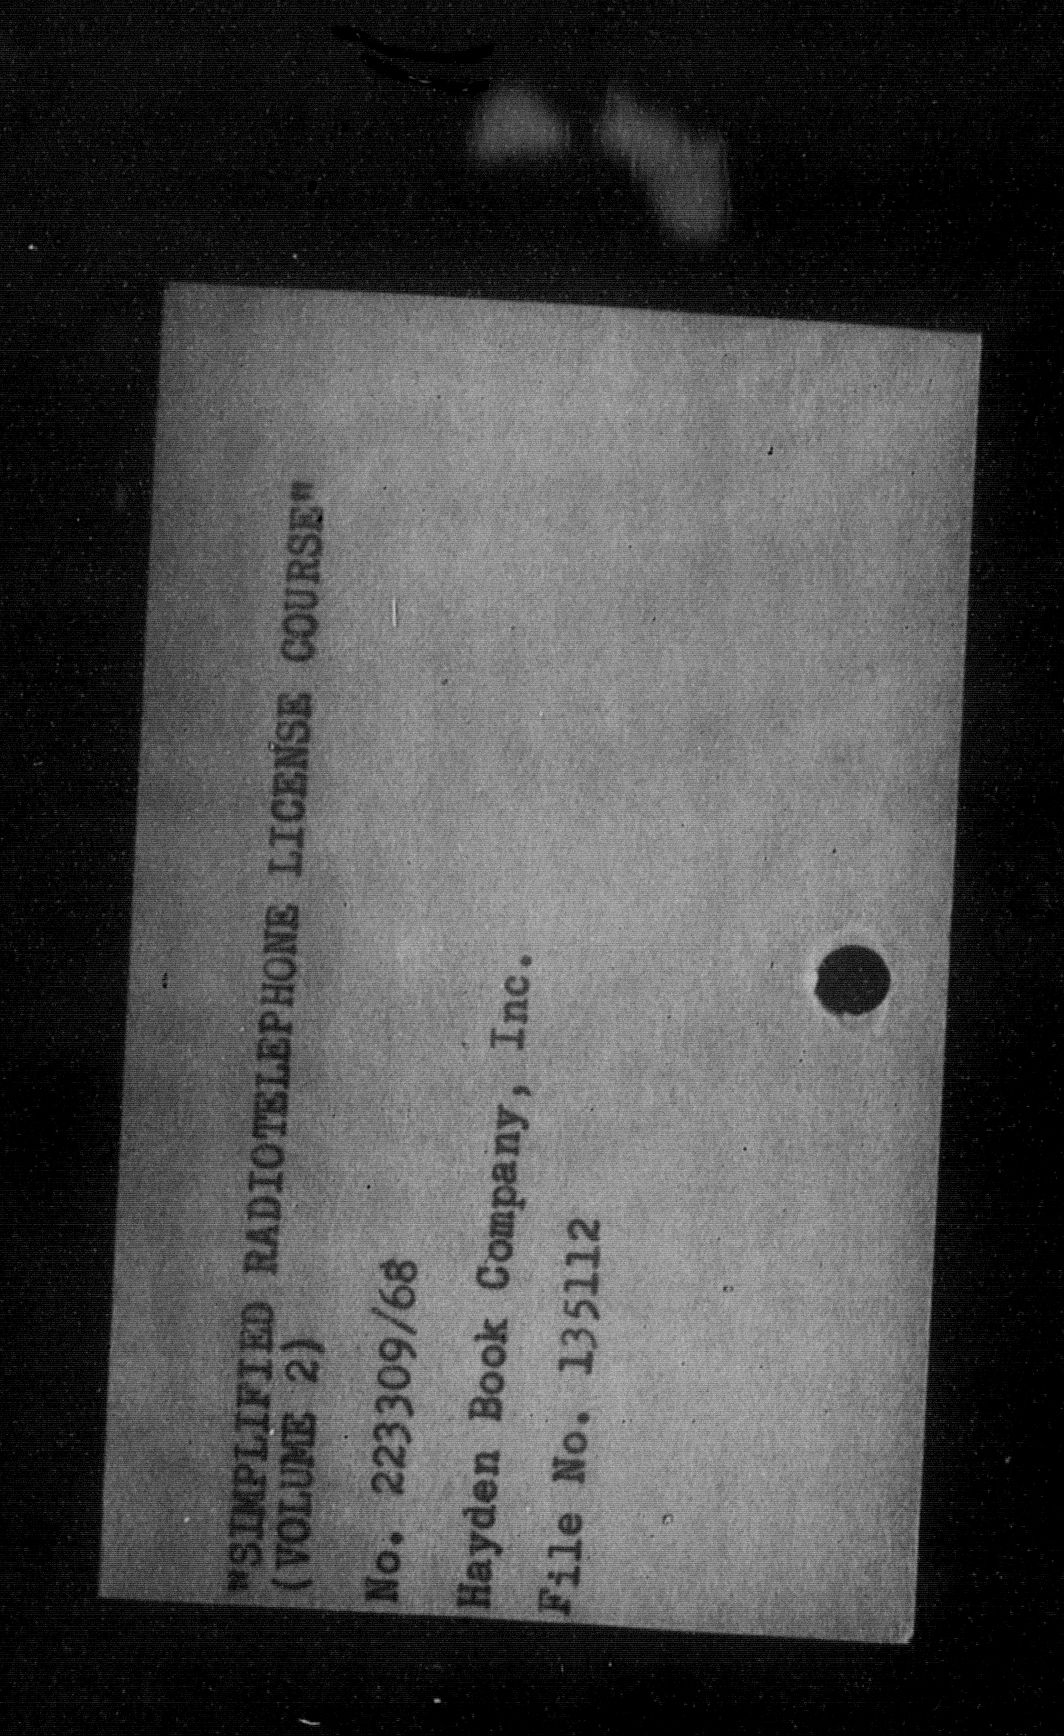 "SIMPLIFIED RADIOTELEPHONE LICENSE COURSE"
(VOLUME 2)
No. 223309/68
Hayden Book Company, Inc.
File No. 135112